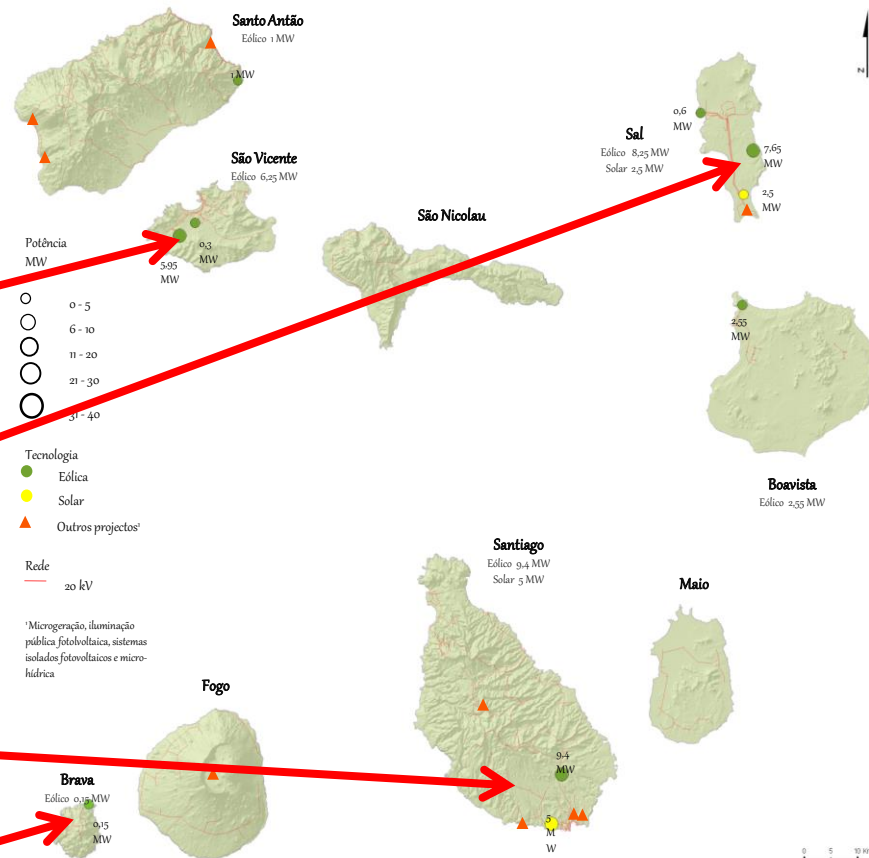 Santo Antão
Eólico 1 MW
1 MW
São Vicente
Eólico 6,25 MW
0,3
MW
5,95
MW
São Nicolau
Sal
Eólico 8,25 MW
Solar 2,5 MW
0,6
MW
7,65
MW
2,5
MW
N
2,55
MW
Boavista
Eólico 2,55 MW
Potência
MW
0 - 5
6 - 10
11 - 20
21 - 30
31 - 40
Tecnologia
Eólica
Solar
Outros projectos¹
Rede
20 kV
¹Microgeração, iluminação
pública fotolvoltaica, sistemas
isolados fotovoltaicos e micro-
hídrica
Santiago
Eólico 9,4 MW
Solar 5 MW
9,4
MW
5
M
W
Maio
Fogo
Brava
Eólico 0,15 MW
0,15
MW
0 5 10 K